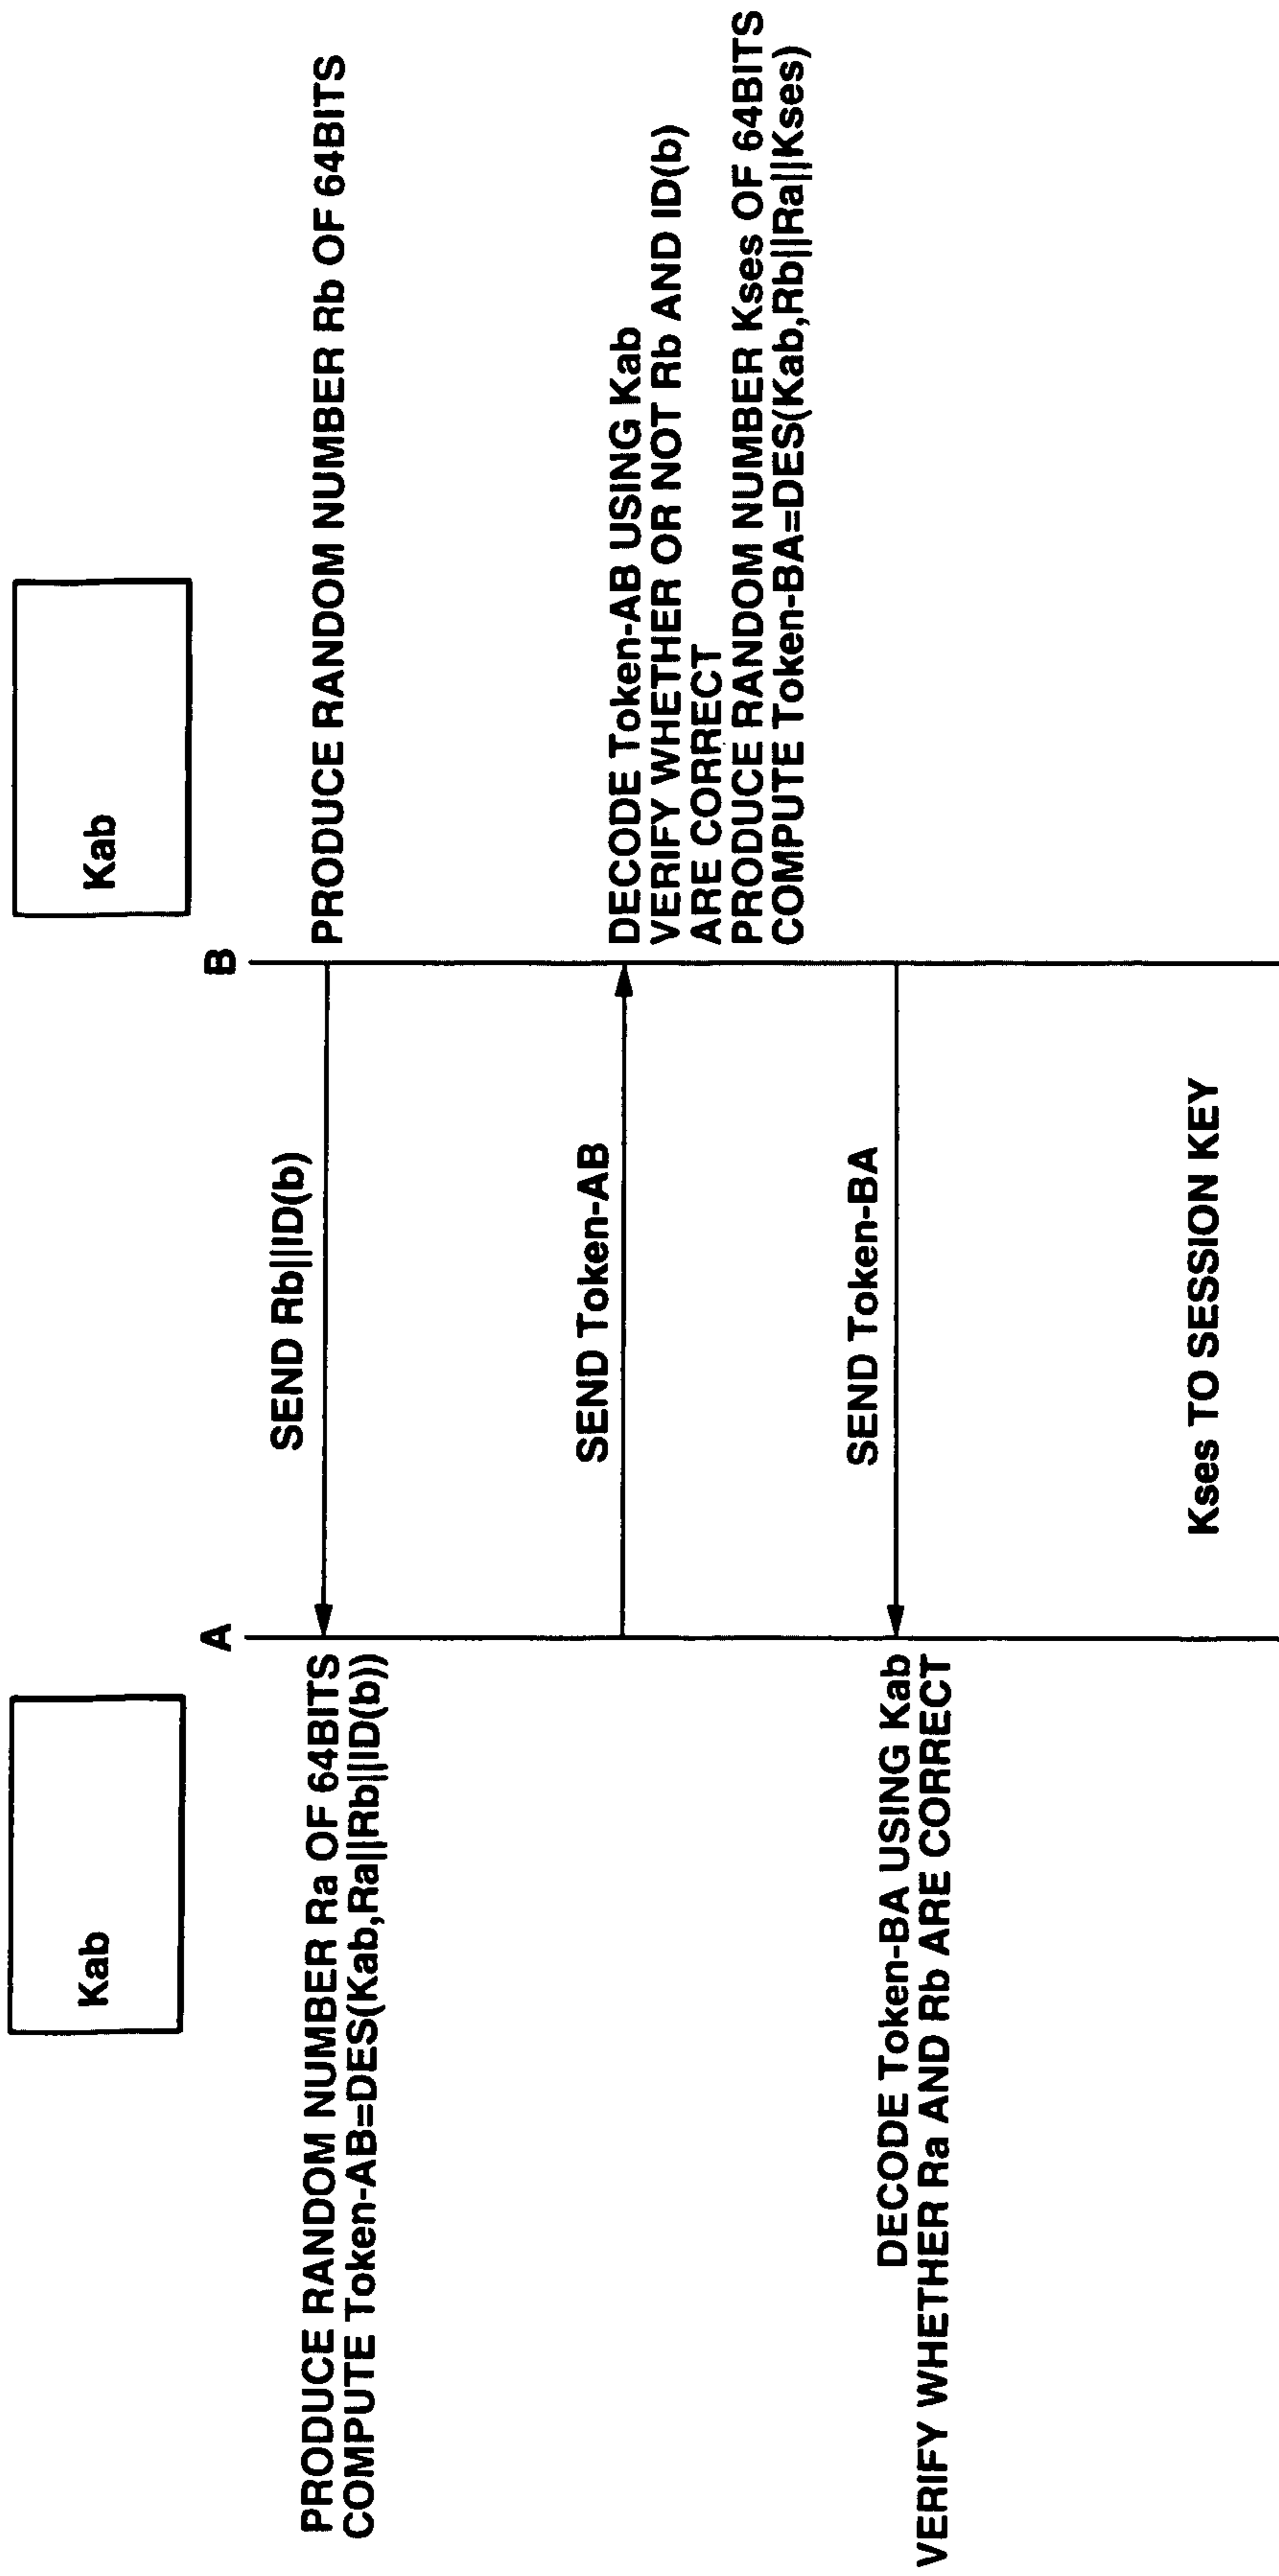 Kab
Kab
A
B
PRODUCE RANDOM NUMBER Rb OF 64BITS
SEND Rb||ID(b)
PRODUCE RANDOM NUMBER Ra OF 64BITS
COMPUTE Token-AB=DES(Kab,Ra||Rb||ID(b))
SEND Token-AB
DECODE Token-AB USING Kab
VERIFY WHETHER OR NOT Rb AND ID(b)
ARE CORRECT
PRODUCE RANDOM NUMBER Kses OF 64BITS
COMPUTE Token-BA=DES(Kab,Rb||Ra||Kses)
SEND Token-BA
DECODE Token-BA USING Kab
VERIFY WHETHER Ra AND Rb ARE CORRECT
Kses TO SESSION KEY